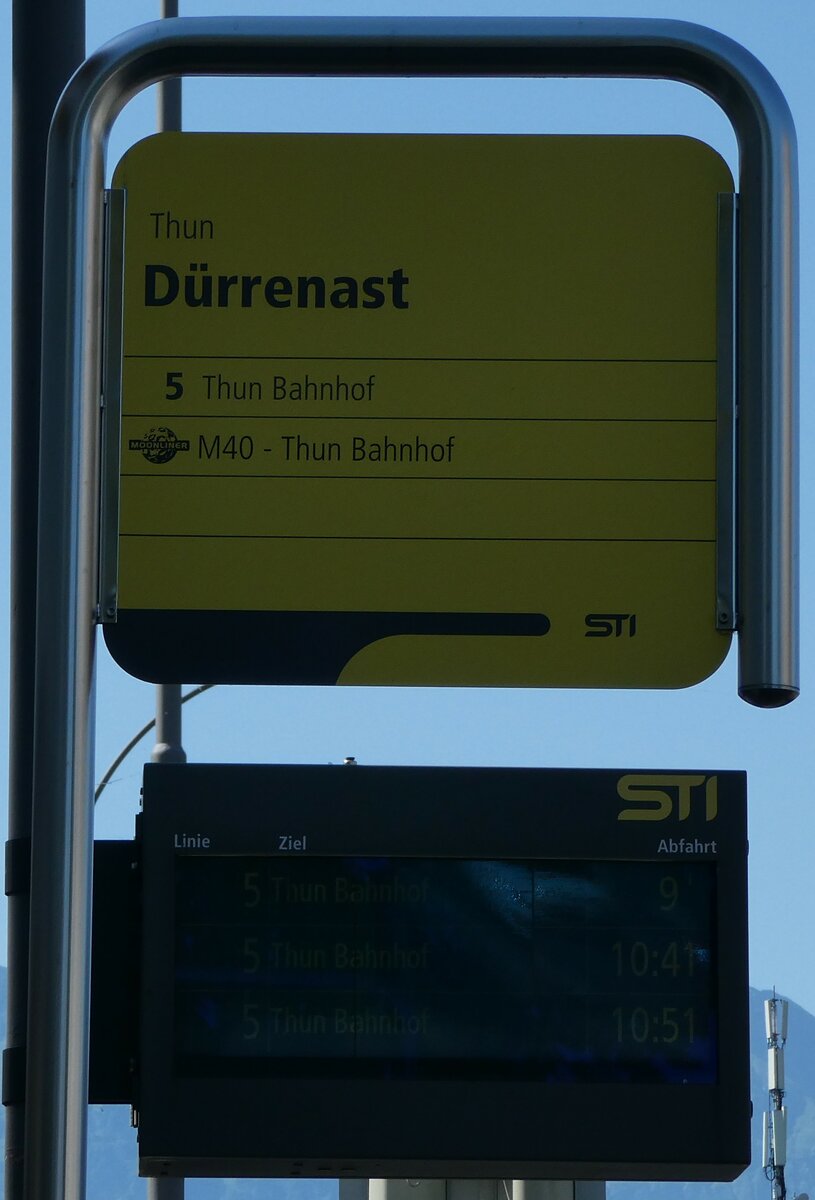 Thun
Dürrenast
5 Thun Bahnhof
MOONLINER M40 - Thun Bahnhof
STI
STI
Linie Ziel Abfahrt
5 Thun Bahnhof 9'
5 Thun Bahnhof 10:41
5 Thun Bahnhof 10:51